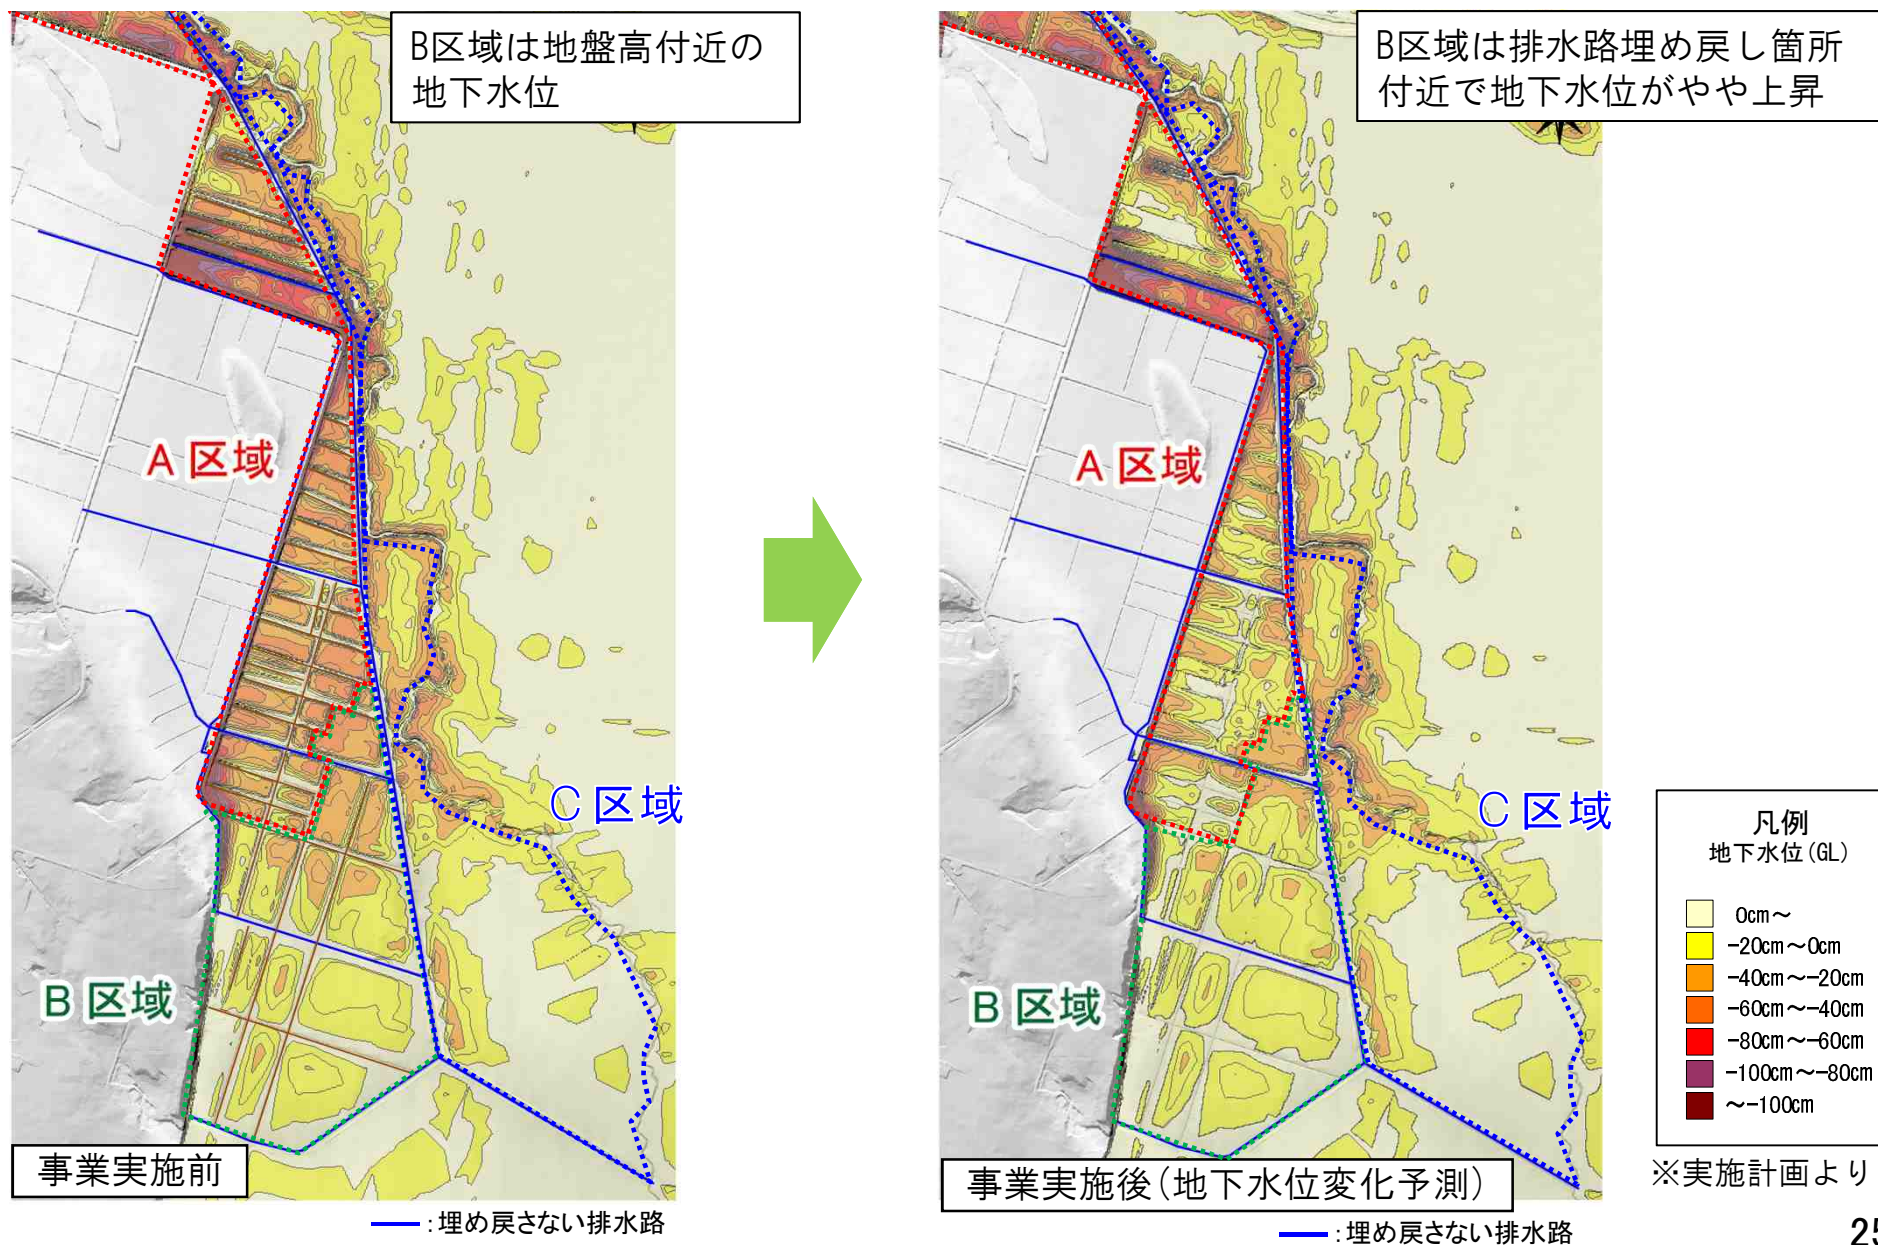 B区域は地盤高付近の
地下水位
A区域
C区域
B区域
事業実施前
:埋め戻さない排水路
B区域は排水路埋め戻し箇所
付近で地下水位がやや上昇
A区域
C区域
B区域
事業実施後(地下水位変化予測)
:埋め戻さない排水路
凡例
地下水位(GL)
0cm~
-20cm~0cm
-40cm~-20cm
-60cm~-40cm
-80cm~-60cm
-100cm~-80cm
~-100cm
※実施計画より
25